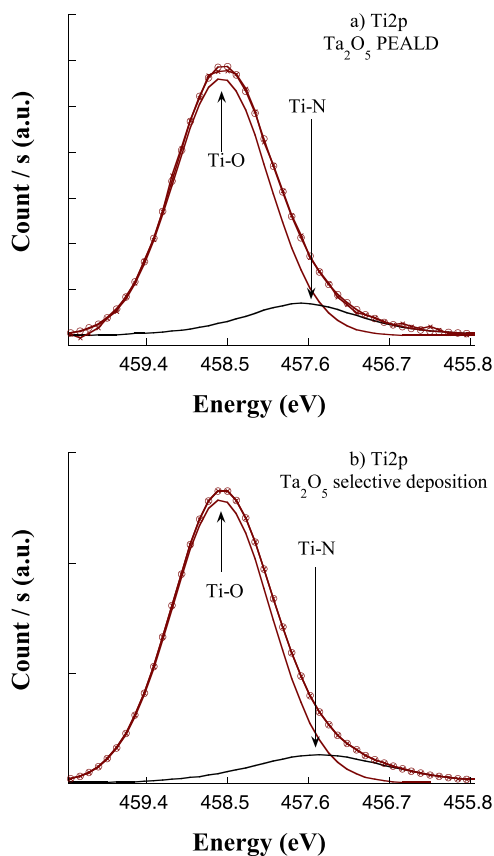 a) Ti2p
Ta2O5 PEALD
Ti-N
Ti-O
Count / s (a.u.)
459.4 458.5 457.6 456.7 455.8
Energy (eV)
b) Ti2p
Ta2O5 selective deposition
Ti-N
Ti-O
Count / s (a.u.)
459.4 458.5 457.6 456.7 455.8
Energy (eV)